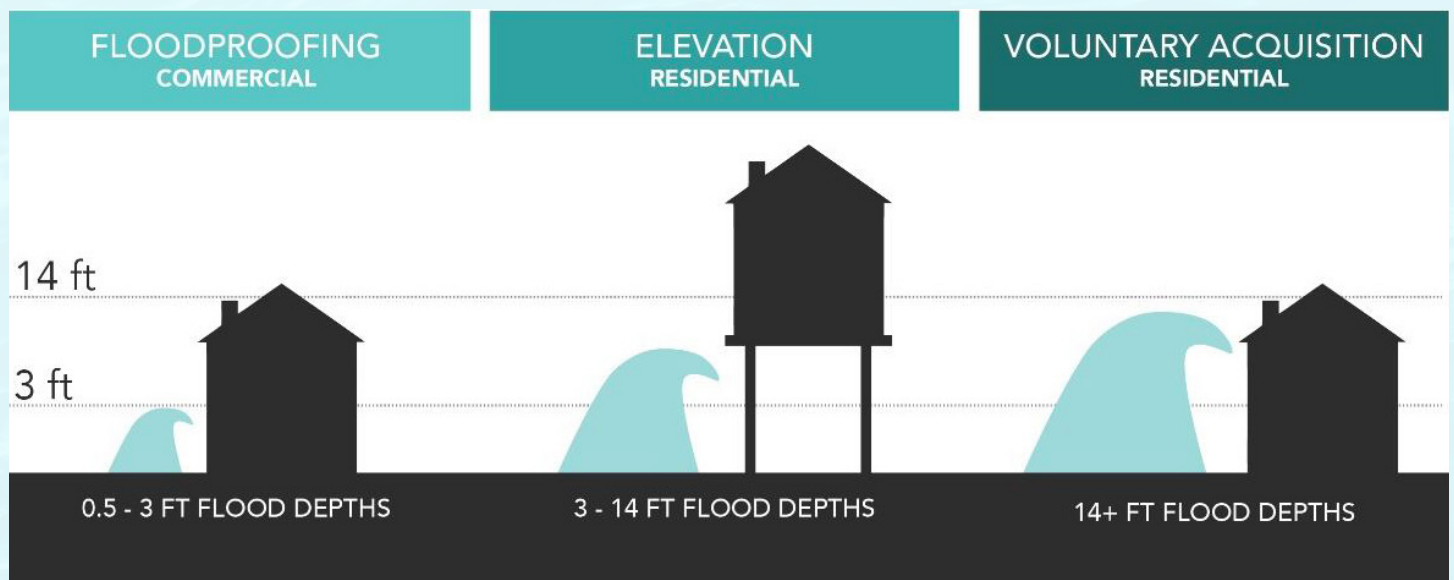 FLOODPROOFING
COMMERCIAL
ELEVATION
RESIDENTIAL
VOLUNTARY ACQUISITION
RESIDENTIAL
14 ft
3 ft
0.5 - 3 FT FLOOD DEPTHS
3 - 14 FT FLOOD DEPTHS
14+ FT FLOOD DEPTHS